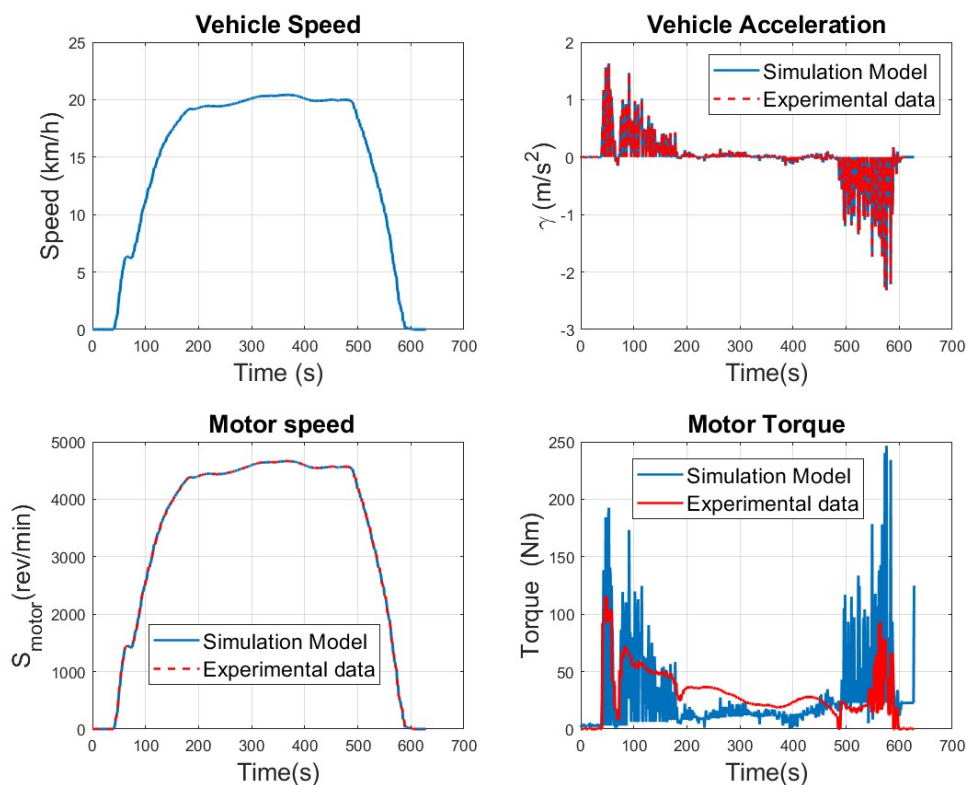 Vehicle Speed
25
20
15
10
5
0
Speed (km/h)
0 100 200 300 400 500 600 700
Time (s)
Vehicle Acceleration
2
1
0
-1
-2
-3
γ (m/s²)
Simulation Model
Experimental data
0 100 200 300 400 500 600 700
Time(s)
Motor speed
5000
4000
3000
2000
1000
0
S_motor(rev/min)
Simulation Model
Experimental data
0 100 200 300 400 500 600 700
Time(s)
Motor Torque
250
200
150
100
50
0
Torque (Nm)
Simulation Model
Experimental data
0 100 200 300 400 500 600 700
Time(s)